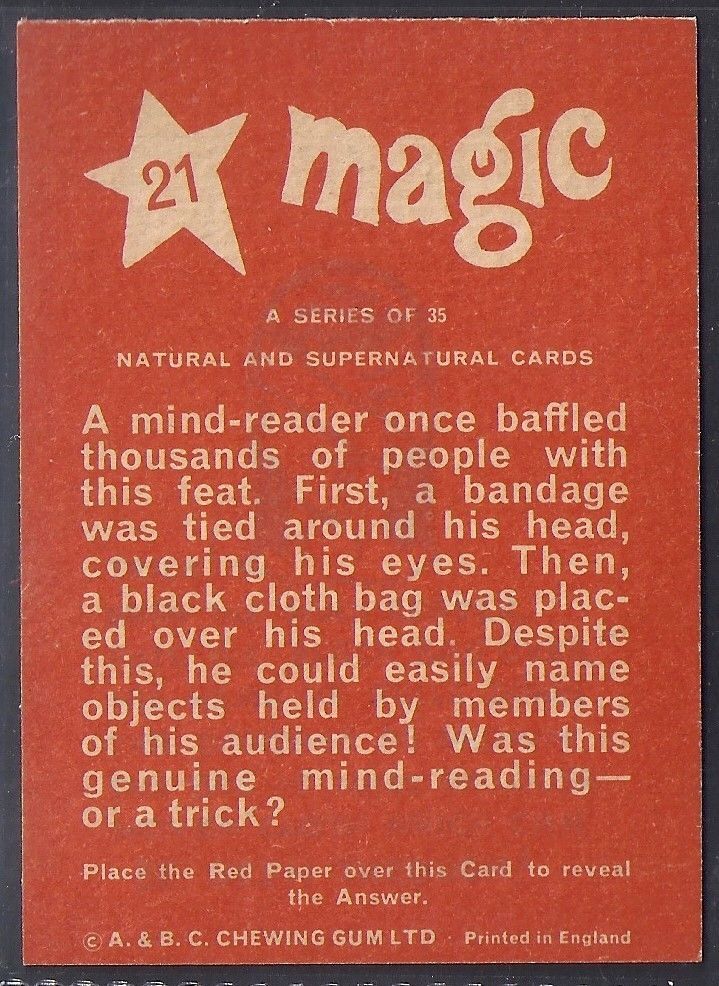 21 magic
A SERIES OF 35
NATURAL AND SUPERNATURAL CARDS
A mind-reader once baffled
thousands of people with
this feat. First, a bandage
was tied around his head,
covering his eyes. Then,
a black cloth bag was plac-
ed over his head. Despite
this, he could easily name
objects held by members
of his audience! Was this
genuine mind-reading—
or a trick?
Place the Red Paper over this Card to reveal
the Answer.
© A. & B. C. CHEWING GUM LTD · Printed in England